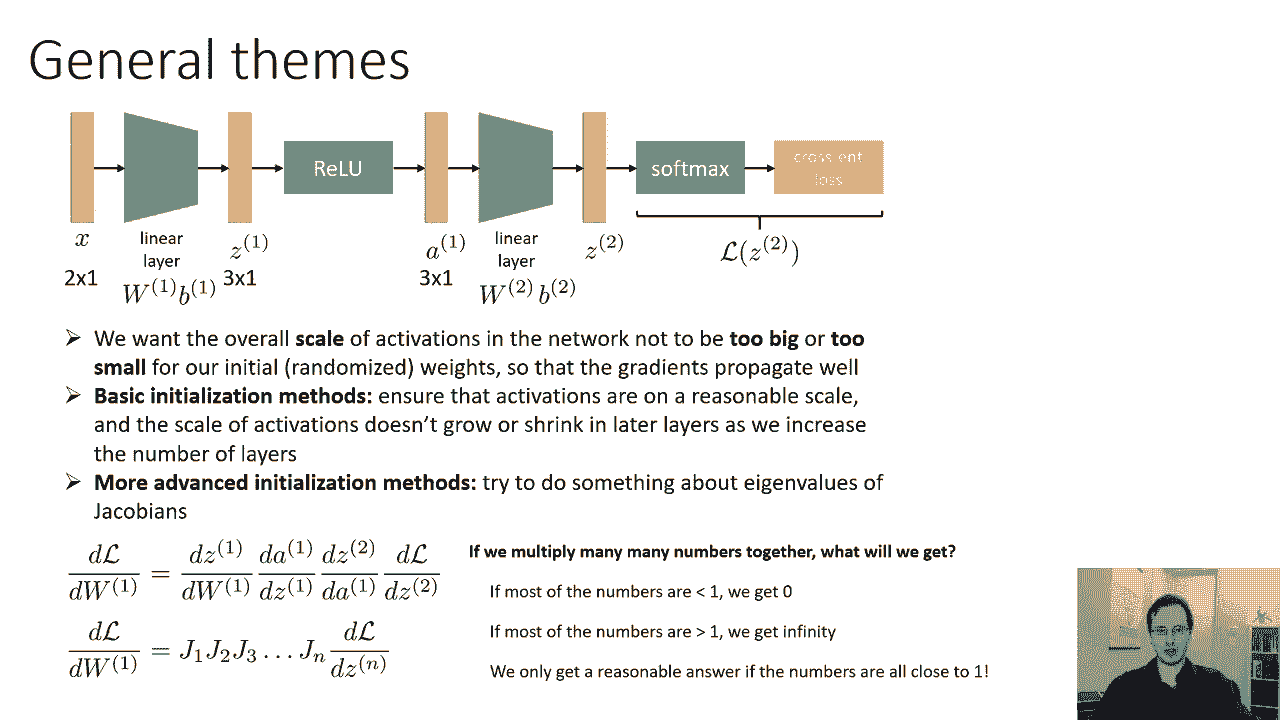 General themes
ReLU
softmax
cross ent
loss
x
linear
layer
z^{(1)}
a^{(1)}
linear
layer
z^{(2)}
\mathcal{L}(z^{(2)})
2x1
W^{(1)} b^{(1)}
3x1
3x1
W^{(2)} b^{(2)}
➢ We want the overall scale of activations in the network not to be too big or too
small for our initial (randomized) weights, so that the gradients propagate well
➢ Basic initialization methods: ensure that activations are on a reasonable scale,
and the scale of activations doesn’t grow or shrink in later layers as we increase
the number of layers
➢ More advanced initialization methods: try to do something about eigenvalues of
Jacobians
\frac{d\mathcal{L}}{dW^{(1)}} = \frac{dz^{(1)}}{dW^{(1)}} \frac{da^{(1)}}{dz^{(1)}} \frac{dz^{(2)}}{da^{(1)}} \frac{d\mathcal{L}}{dz^{(2)}}
\frac{d\mathcal{L}}{dW^{(1)}} = J_1 J_2 J_3 \ldots J_n \frac{d\mathcal{L}}{dz^{(n)}}
If we multiply many many numbers together, what will we get?
If most of the numbers are < 1, we get 0
If most of the numbers are > 1, we get infinity
We only get a reasonable answer if the numbers are all close to 1!